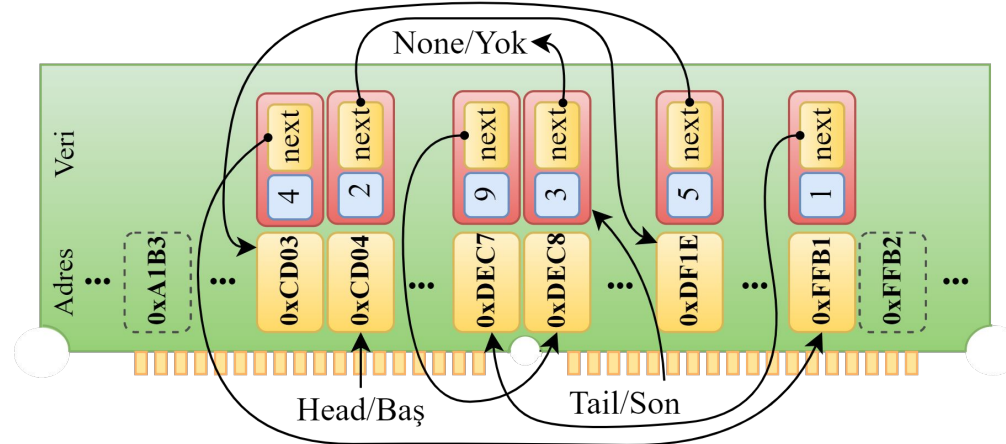 None/Yok
Veri
next
next
next
next
next
next
4
2
9
3
5
1
Adres
...
0xA1B3
...
0xCD03
0xCD04
...
0xDEC7
0xDEC8
...
0xDF1E
...
0xFFB1
0xFFB2
...
Head/Baş
Tail/Son